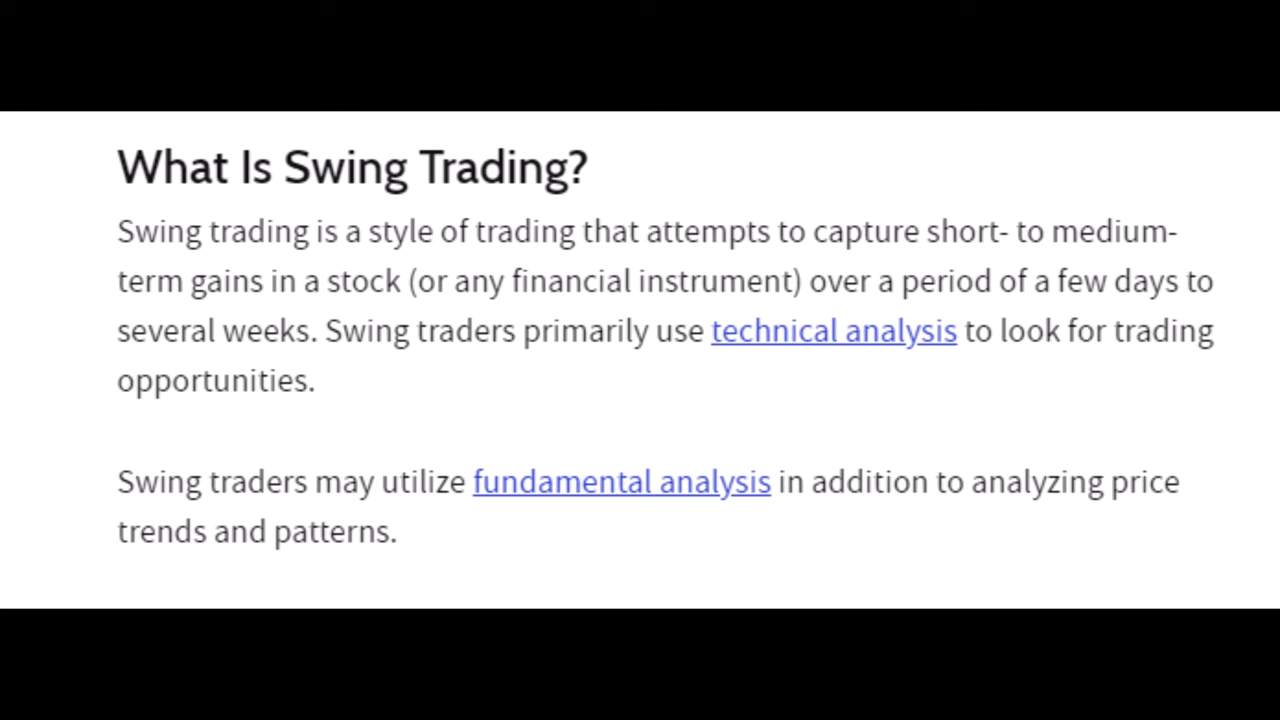 What Is Swing Trading?
Swing trading is a style of trading that attempts to capture short- to medium-
term gains in a stock (or any financial instrument) over a period of a few days to
several weeks. Swing traders primarily use technical analysis to look for trading
opportunities.
Swing traders may utilize fundamental analysis in addition to analyzing price
trends and patterns.